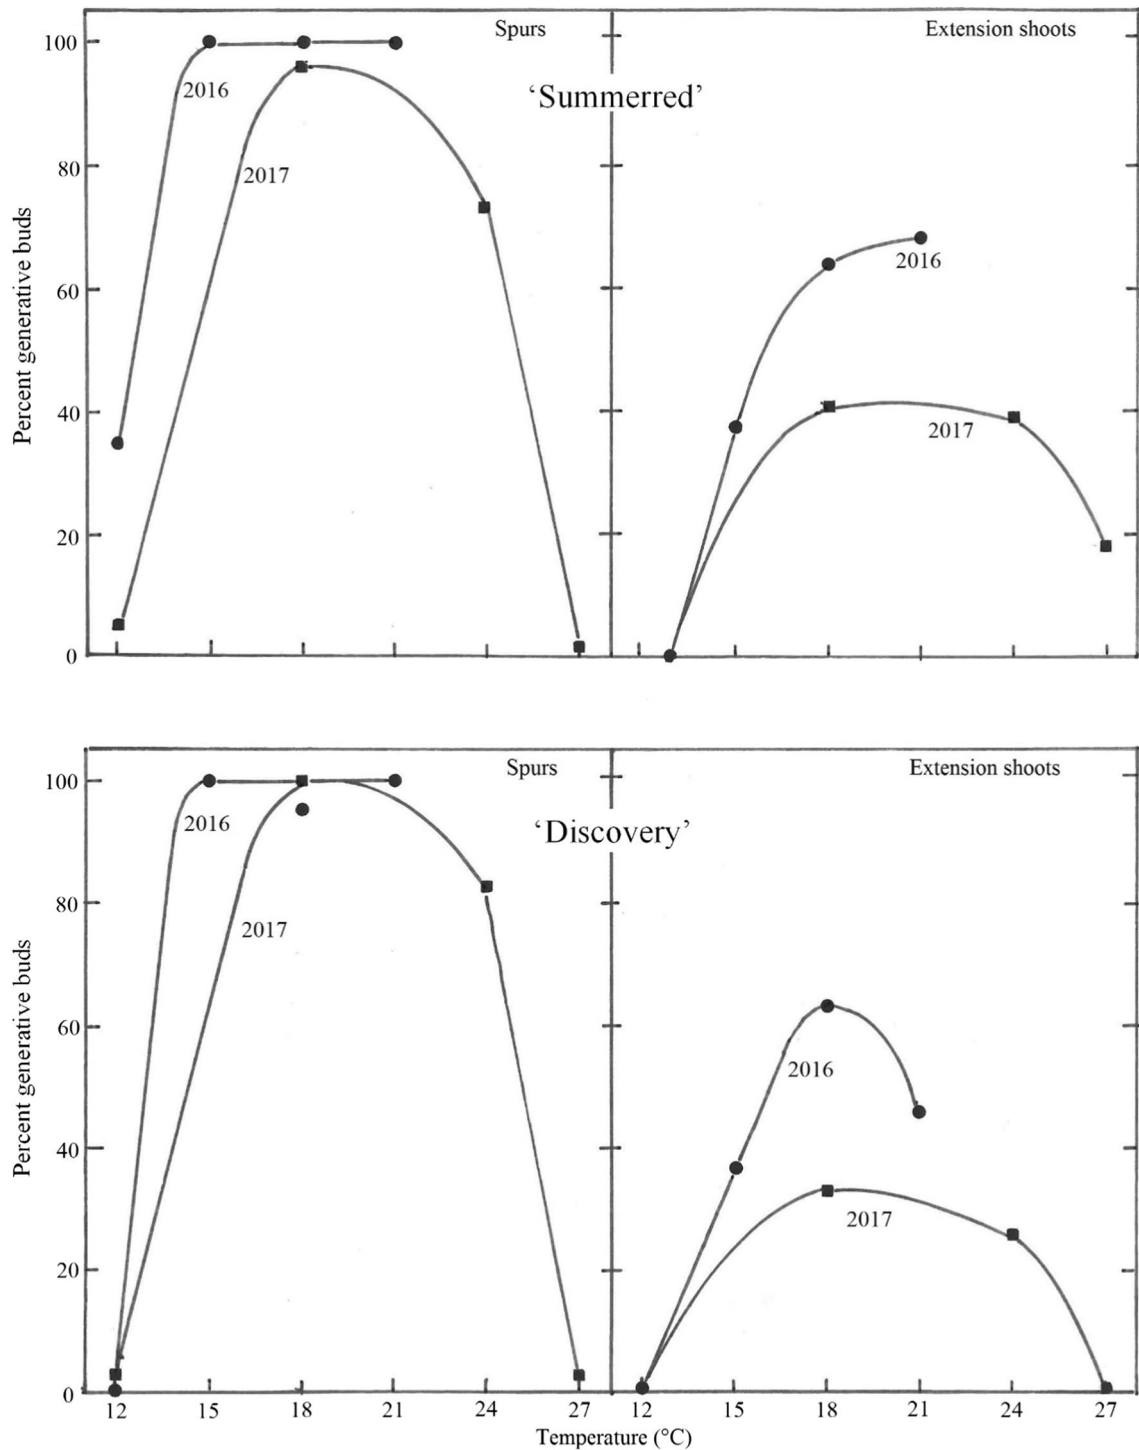 Spurs
Extension shoots
'Summerred'
100
80
60
40
20
0
Percent generative buds
2016
2017
2016
2017
Spurs
Extension shoots
'Discovery'
100
80
60
40
20
0
Percent generative buds
2016
2017
2016
2017
12 15 18 21 24 27 12 15 18 21 24 27
Temperature (°C)